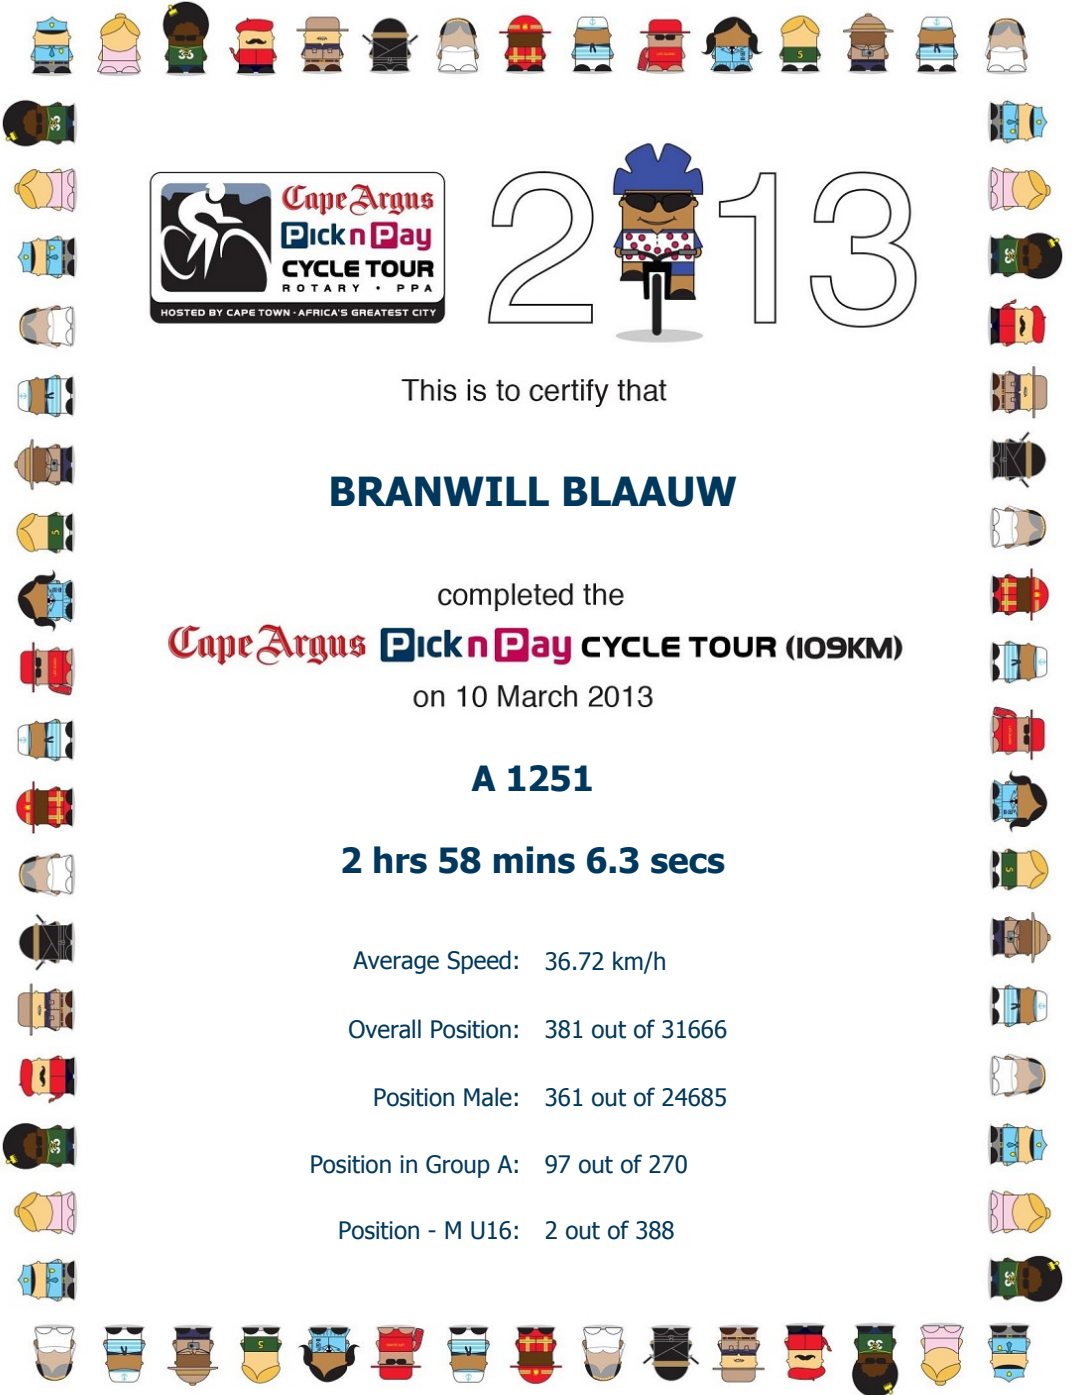 Cape Argus
Pick n Pay
CYCLE TOUR
ROTARY • PPA
HOSTED BY CAPE TOWN - AFRICA'S GREATEST CITY
2 13
This is to certify that
BRANWILL BLAAUW
completed the
Cape Argus Pick n Pay CYCLE TOUR (109KM)
on 10 March 2013
A 1251
2 hrs 58 mins 6.3 secs
Average Speed: 36.72 km/h
Overall Position: 381 out of 31666
Position Male: 361 out of 24685
Position in Group A: 97 out of 270
Position - M U16: 2 out of 388